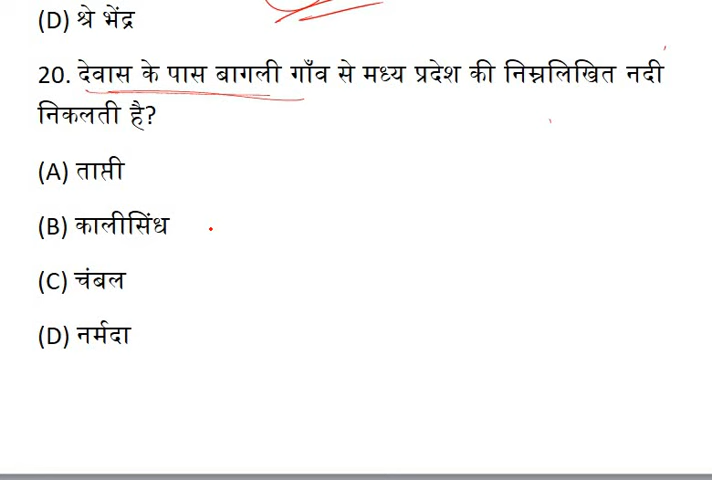 (D) श्रे भेंद्र
20. देवास के पास बागली गाँव से मध्य प्रदेश की निम्नलिखित नदी
निकलती है?
(A) ताप्ती
(B) कालीसिंध
(C) चंबल
(D) नर्मदा